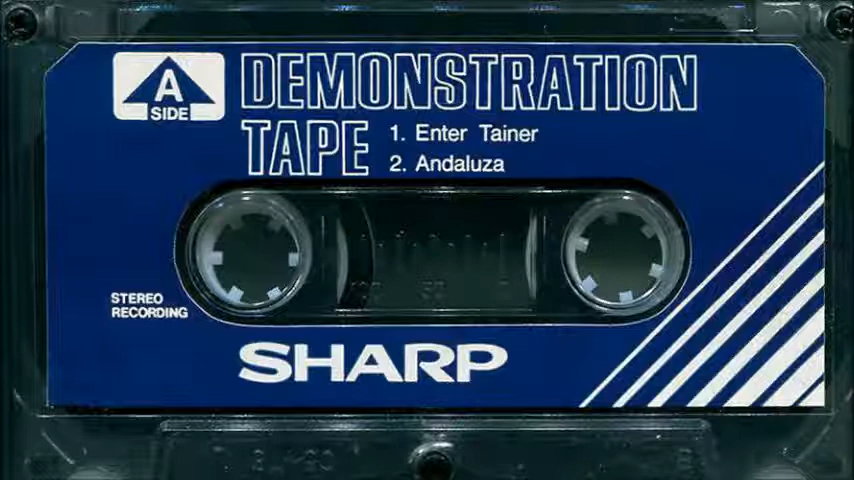 A
SIDE
DEMONSTRATION
TAPE
1. Enter Tainer
2. Andaluza
STEREO
RECORDING
SHARP